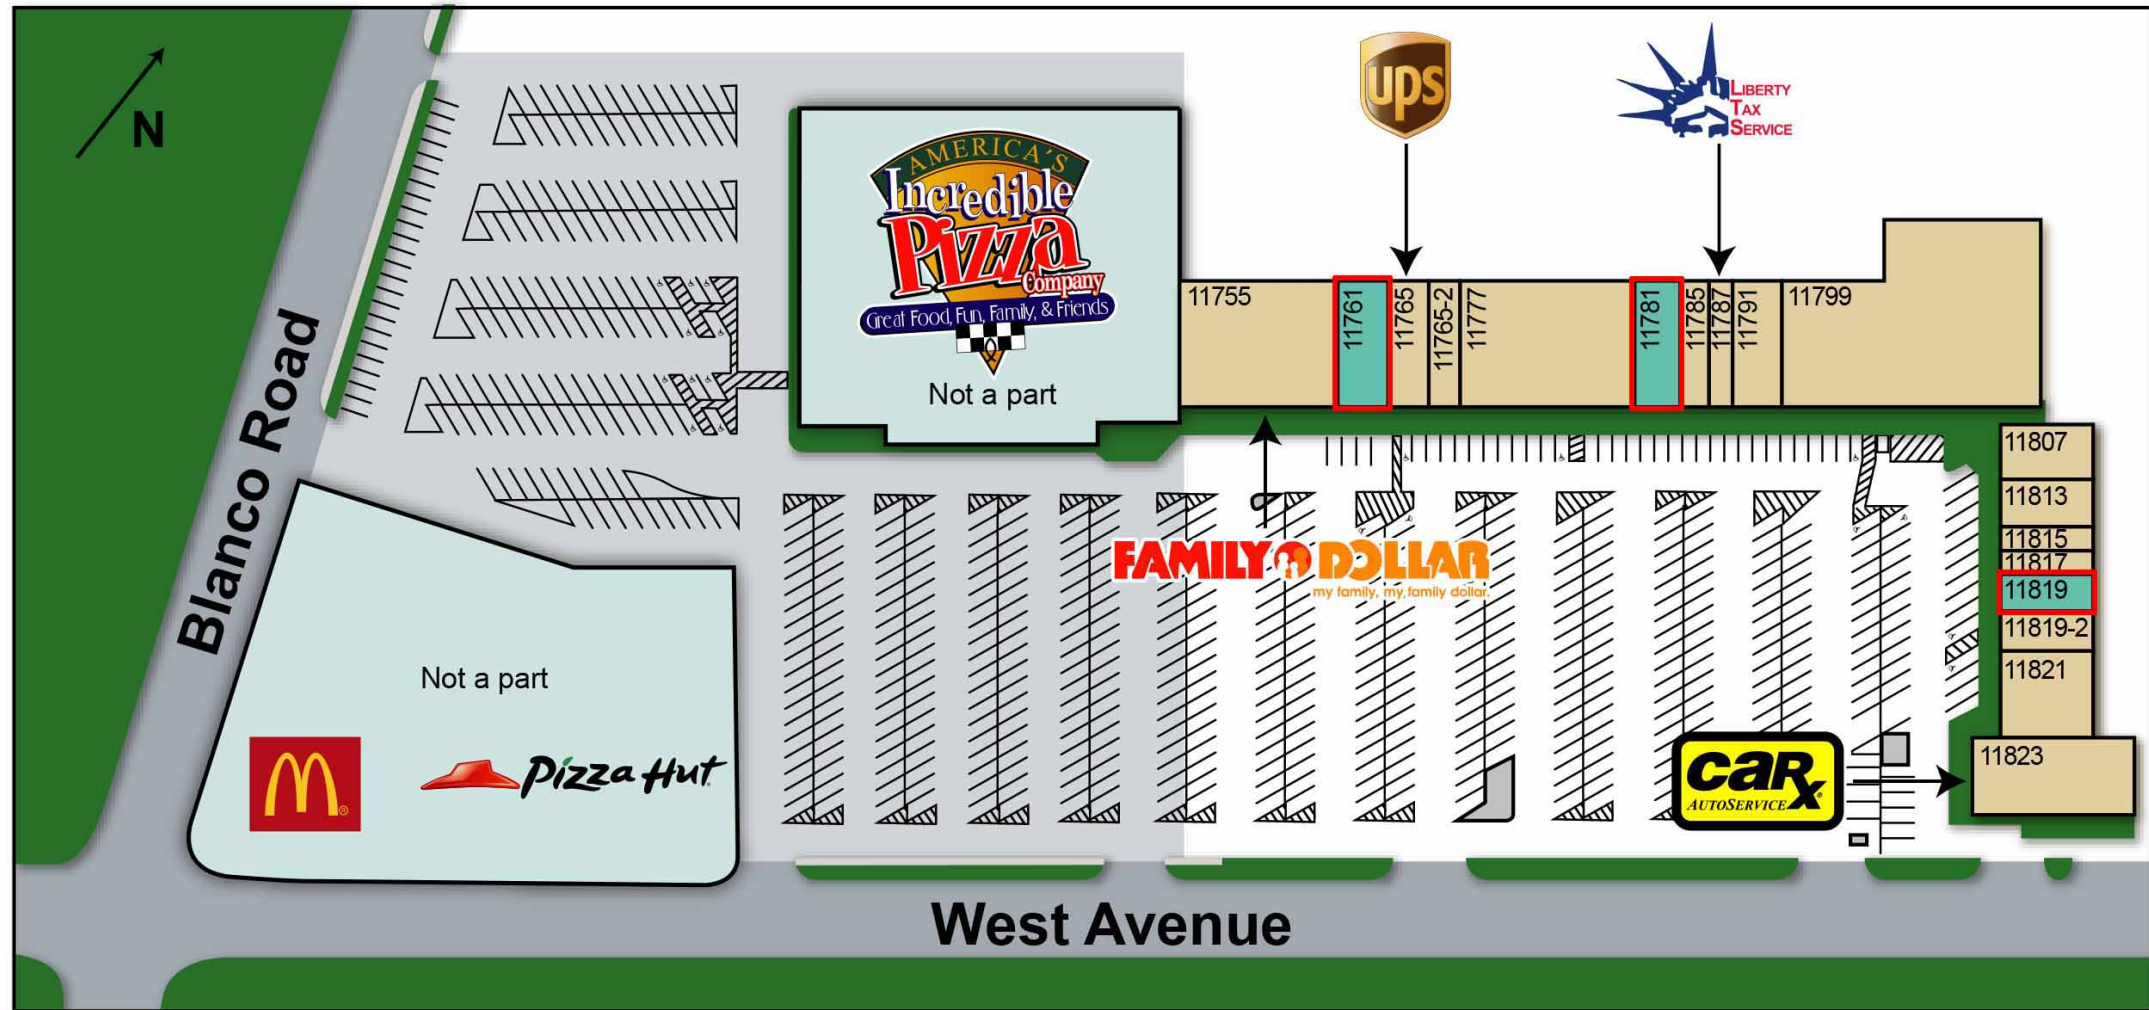 N
Blanco Road
AMERICA'S
Incredible
Pizza
Company
Great Food, Fun, Family, & Friends
Not a part
ups
LIBERTY
TAX
SERVICE
11755
11761
11765
11765-2
11777
11781
11785
11787
11791
11799
FAMILY DOLLAR
my family, my family dollar.
11807
11813
11815
11817
11819
11819-2
11821
11823
Not a part
M
Pizza Hut
CARX
AUTOSERVICE
West Avenue